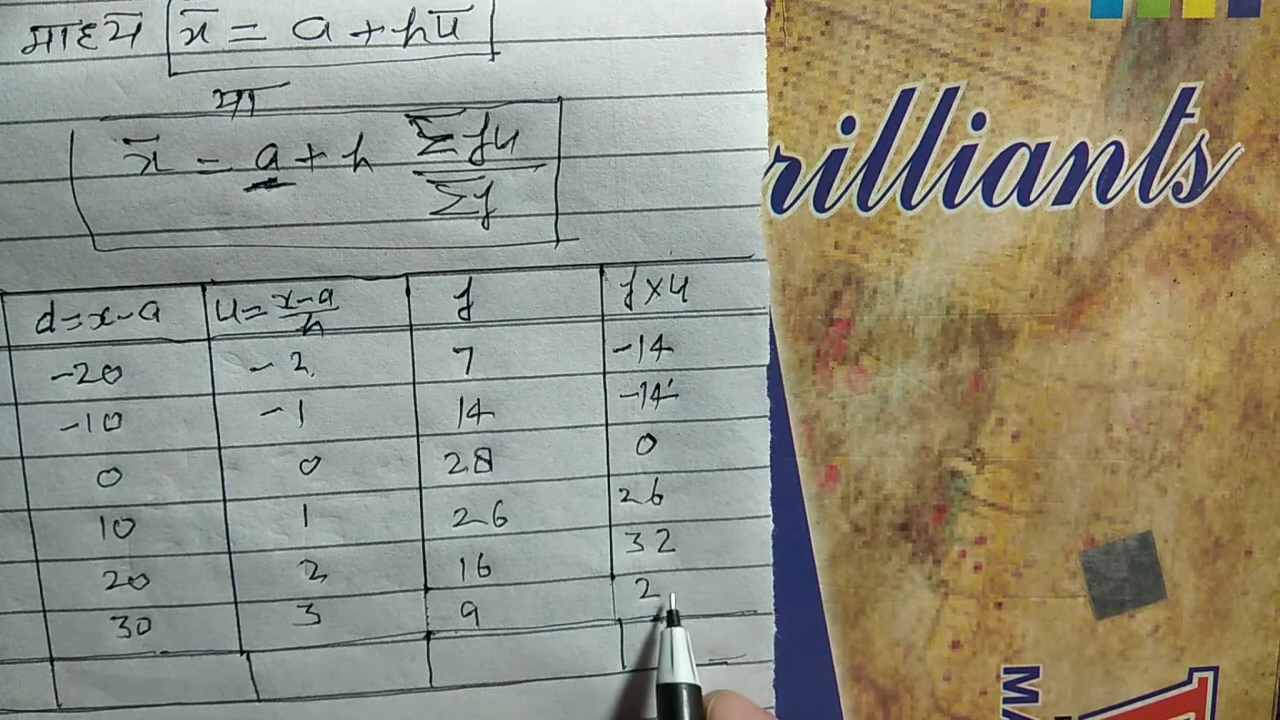 माध्य x̄ = a + hū
या
x̄ = a + h Σfu / Σf
d=x-a u=x-a/h f f×u
-20 -2 7 -14
-10 -1 14 -14
0 0 28 0
10 1 26 26
20 2 16 32
30 3 9 2
rilliants
MA